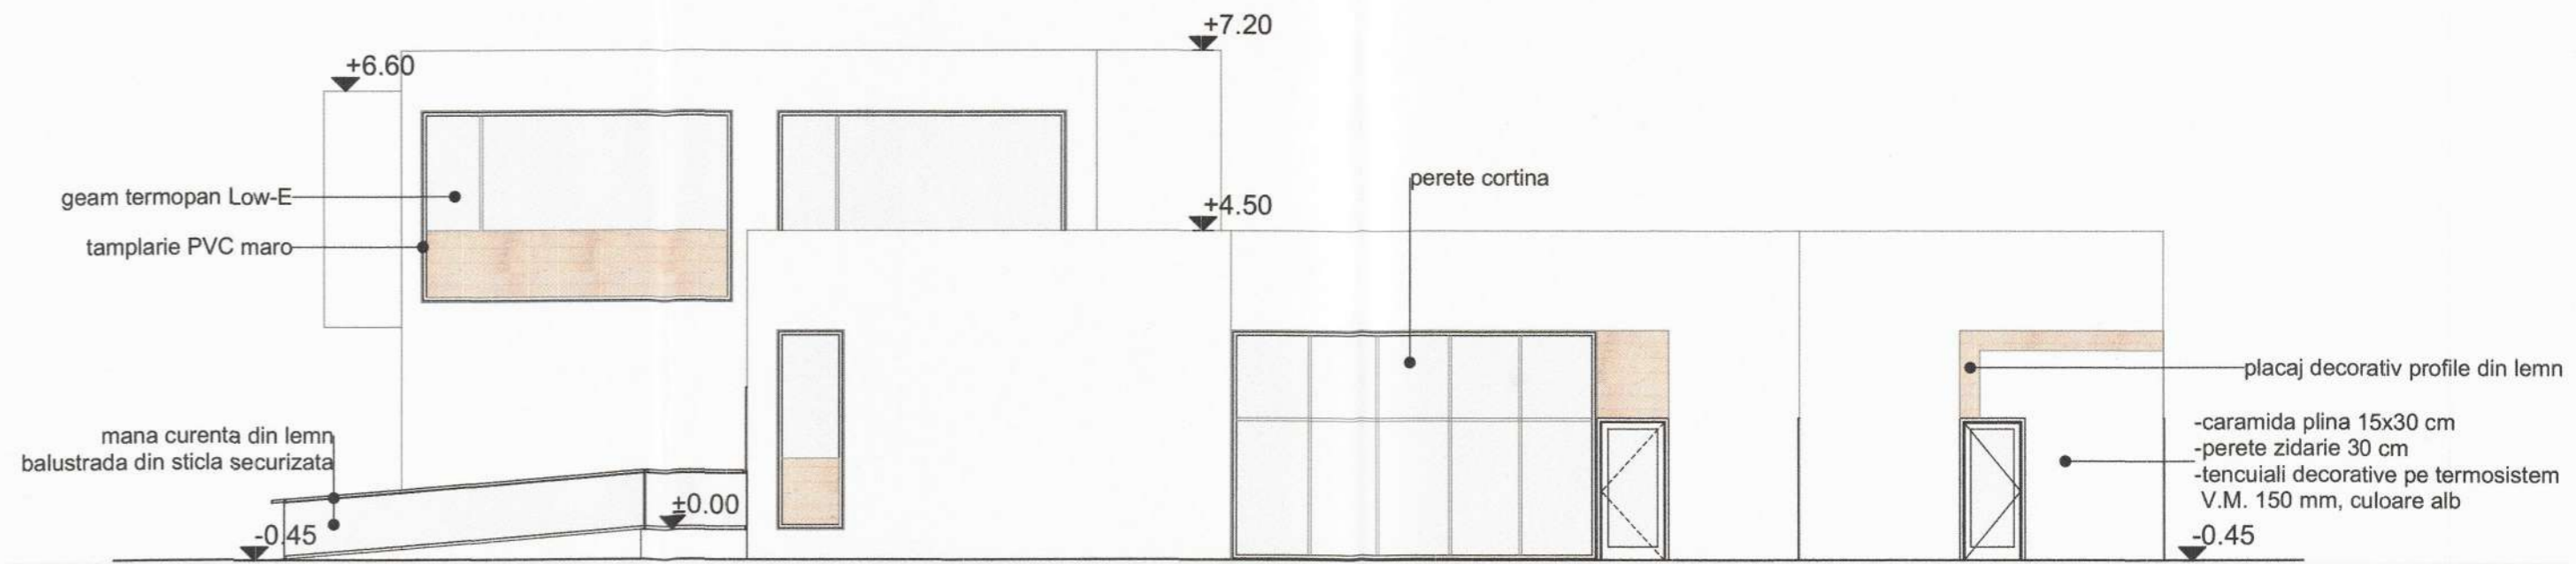 +7.20
+6.60
perete cortina
geam termopan Low-E
+4.50
tamplarie PVC maro
placaj decorativ profile din lemn
mana curenta din lemn
balustrada din sticla securizata
-caramida plina 15x30 cm
-perete zidarie 30 cm
-tencuiali decorative pe termosistem
V.M. 150 mm, culoare alb
±0.00
-0.45
-0.45